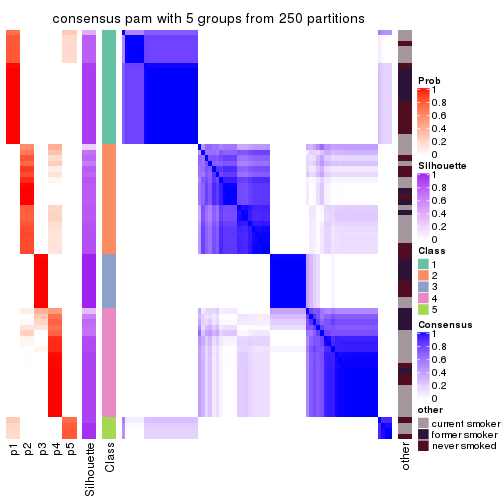 consensus pam with 5 groups from 250 partitions
Prob
1
0.8
0.6
0.4
0.2
0
Silhouette
1
0.8
0.6
0.4
0.2
0
Class
1
2
3
4
5
Consensus
1
0.8
0.6
0.4
0.2
0
other
current smoker
former smoker
never smoked
p1
p2
p3
p4
p5
Silhouette
Class
other